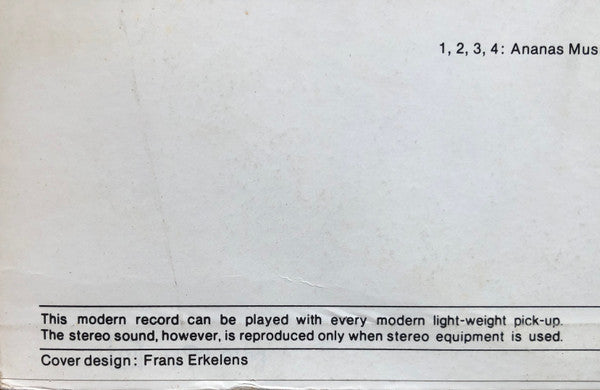 1, 2, 3, 4: Ananas Mus
This modern record can be played with every modern light-weight pick-up.
The stereo sound, however, is reproduced only when stereo equipment is used.
Cover design: Frans Erkelens